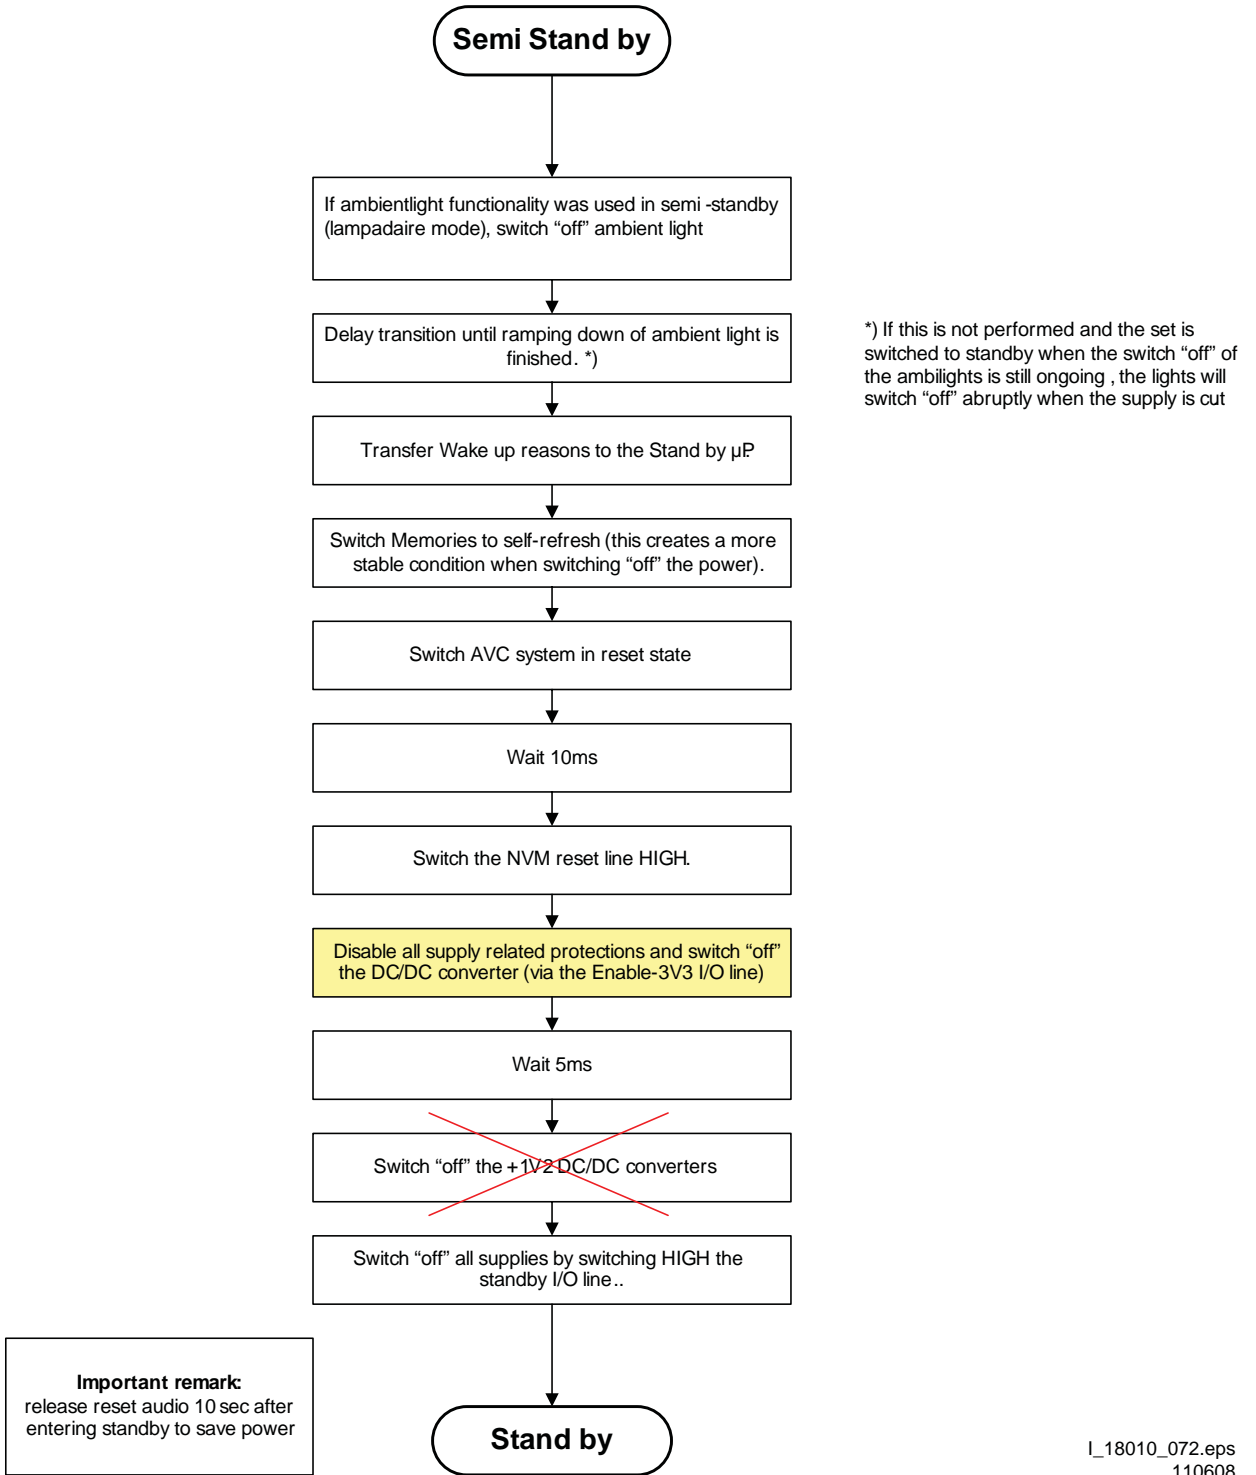 Semi Stand by
If ambientlight functionality was used in semi -standby
(lampadaire mode), switch “off” ambient light
Delay transition until ramping down of ambient light is
finished. *)
*) If this is not performed and the set is
switched to standby when the switch “off” of
the ambilights is still ongoing , the lights will
switch “off” abruptly when the supply is cut
Transfer Wake up reasons to the Stand by µP.
Switch Memories to self-refresh (this creates a more
stable condition when switching “off” the power).
Switch AVC system in reset state
Wait 10ms
Switch the NVM reset line HIGH.
Disable all supply related protections and switch “off”
the DC/DC converter (via the Enable-3V3 I/O line)
Wait 5ms
Switch “off” the +1V2 DC/DC converters
Switch “off” all supplies by switching HIGH the
standby I/O line..
Important remark:
release reset audio 10 sec after
entering standby to save power
Stand by
I_18010_072.eps
110608